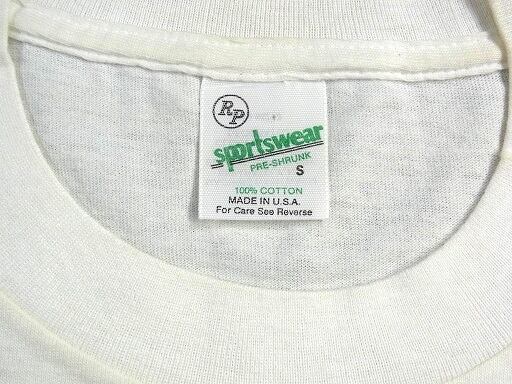 RP
sportswear
PRE-SHRUNK
S
100% COTTON
MADE IN U.S.A.
For Care See Reverse